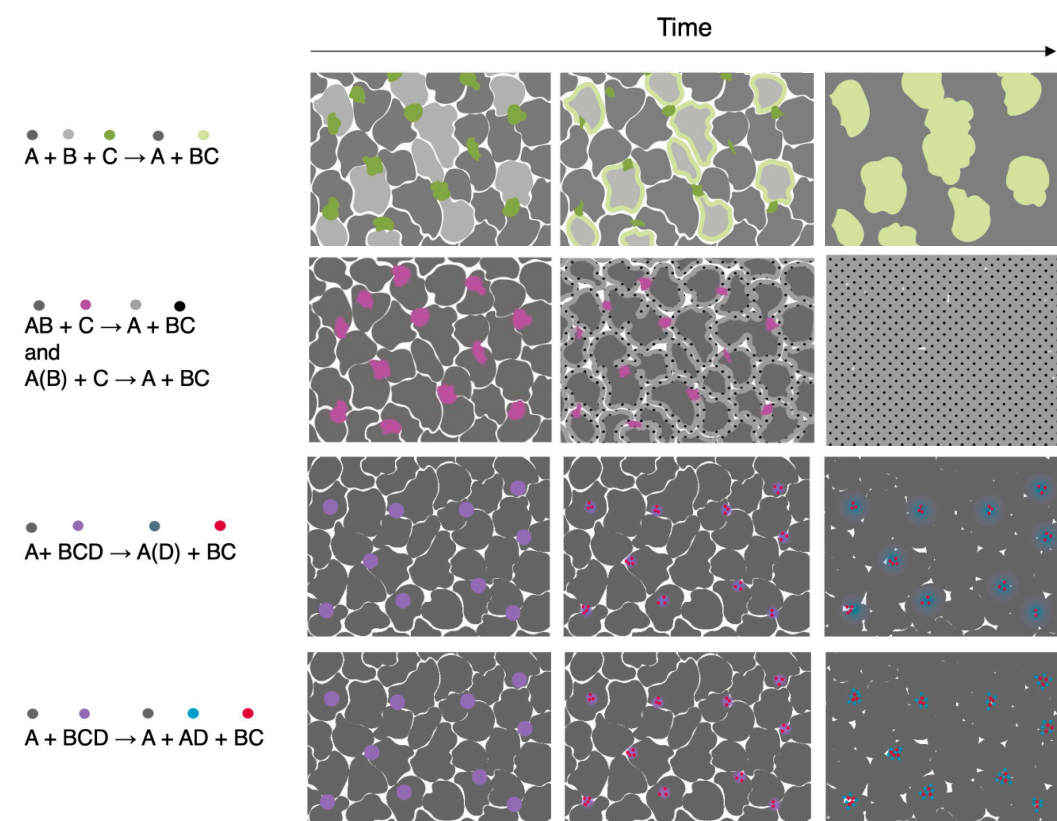 Time
A + B + C → A + BC
AB + C → A + BC
and
A(B) + C → A + BC
A+ BCD → A(D) + BC
A + BCD → A + AD + BC